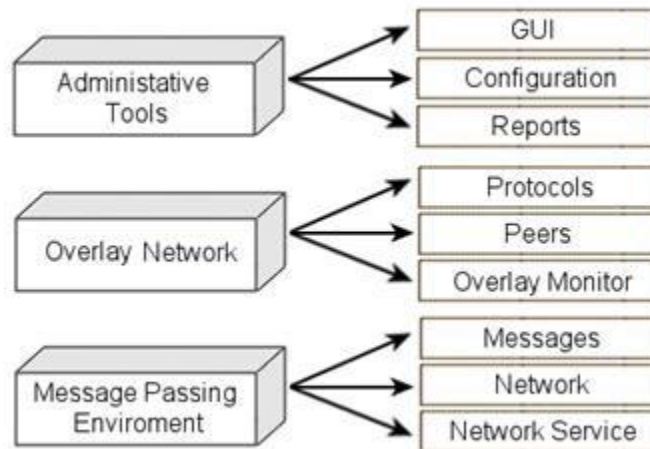 Administative
Tools
GUI
Configuration
Reports
Overlay Network
Protocols
Peers
Overlay Monitor
Message Passing
Enviroment
Messages
Network
Network Service